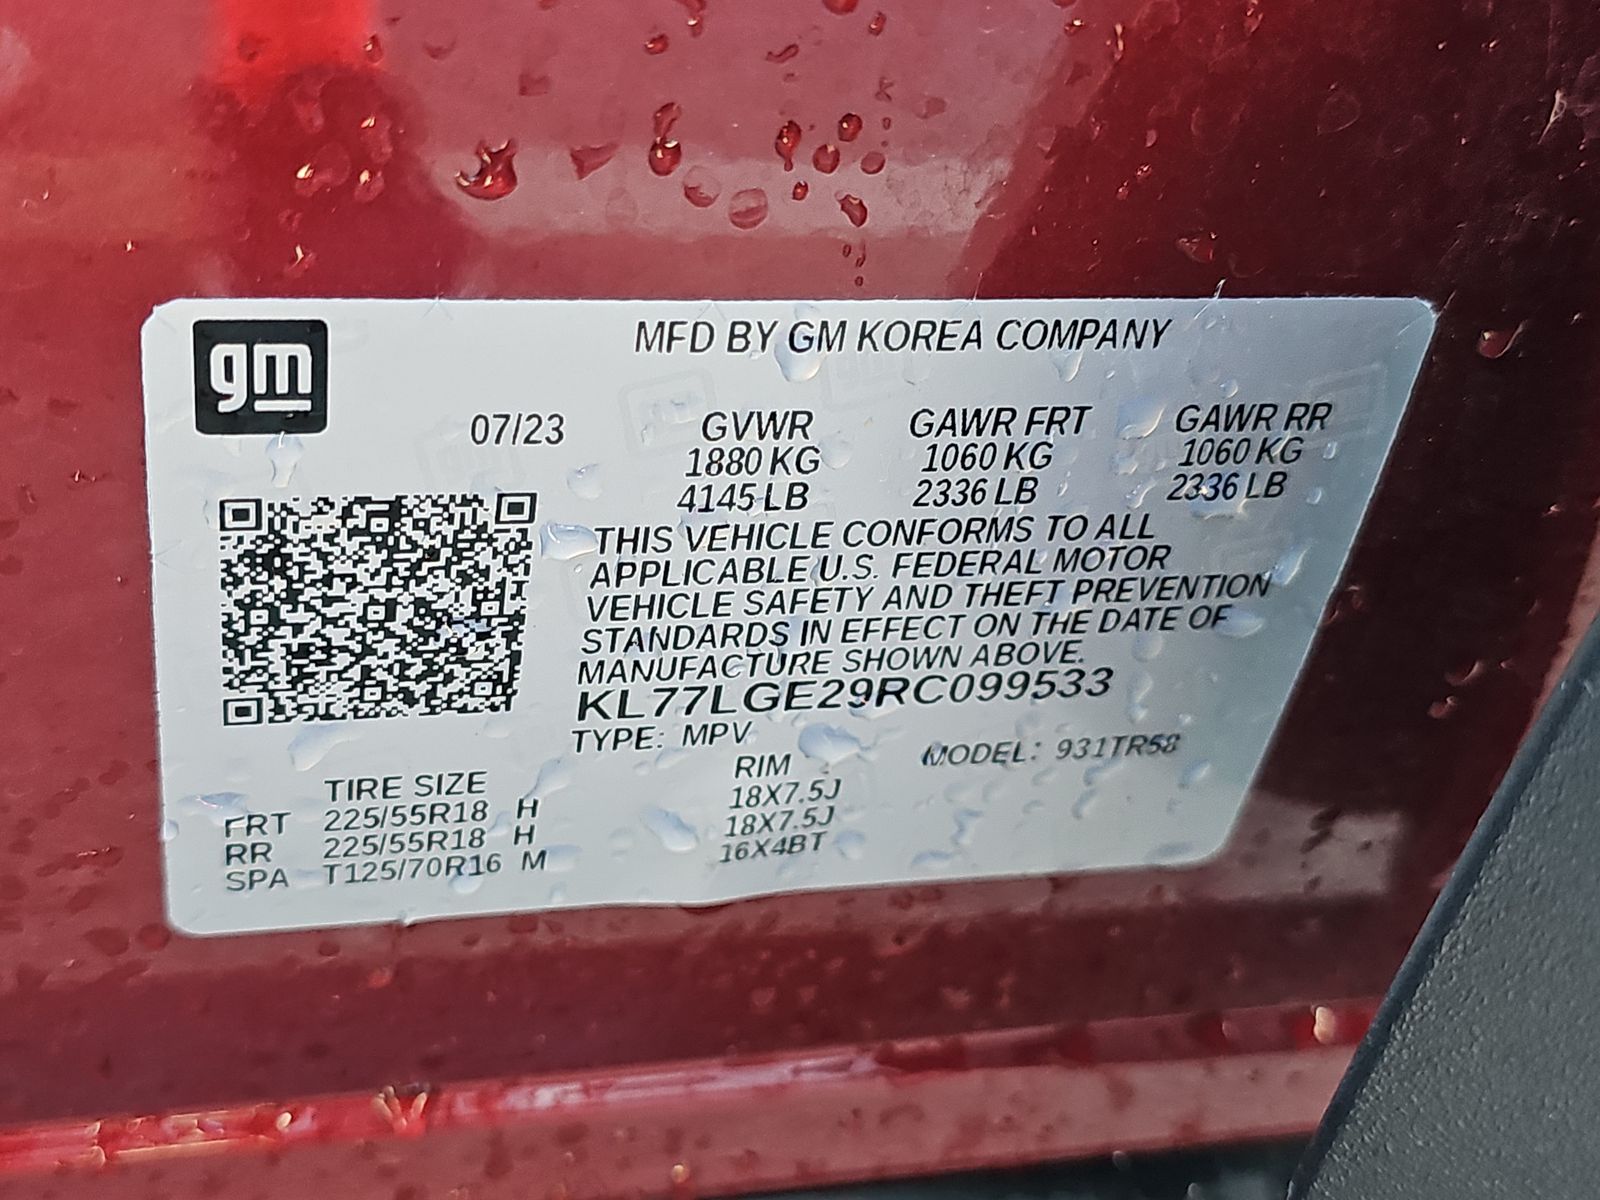 gm
MFD BY GM KOREA COMPANY
07/23 GVWR GAWR FRT GAWR RR
1880 KG 1060 KG 1060 KG
4145 LB 2336 LB 2336 LB
THIS VEHICLE CONFORMS TO ALL
APPLICABLE U.S. FEDERAL MOTOR
VEHICLE SAFETY AND THEFT PREVENTION
STANDARDS IN EFFECT ON THE DATE OF
MANUFACTURE SHOWN ABOVE.
KL77LGE29RC099533
TYPE: MPV MODEL: 931TR58
TIRE SIZE RIM
FRT 225/55R18 H 18X7.5J
RR 225/55R18 H 18X7.5J
SPA T125/70R16 M 16X4BT